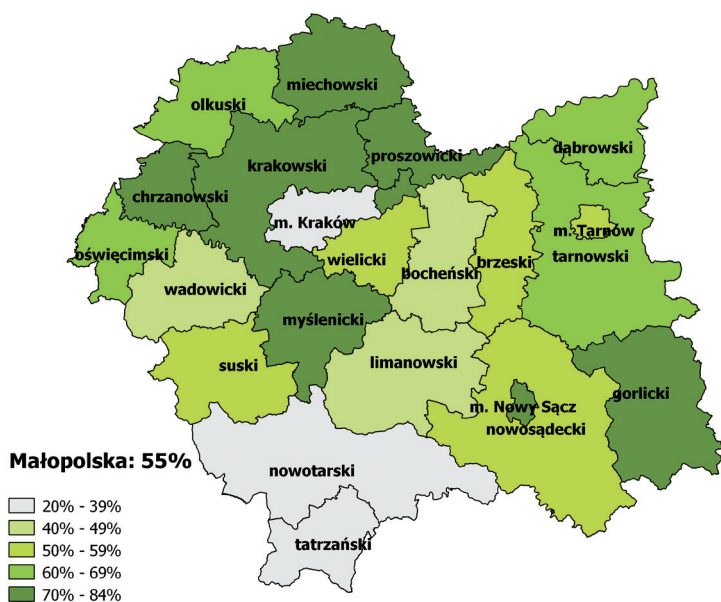 miechowski
olkuski
krakowski
proszowicki
dąbrowski
chrzanowski
m. Kraków
m. Tarnów
oświęcimski
wielicki
bocheński
brzeski
tarnowski
wadowicki
myślenicki
suski
limanowski
gorlicki
m. Nowy Sącz
nowosądecki
nowotarski
tatrzański
Małopolska: 55%
20% - 39%
40% - 49%
50% - 59%
60% - 69%
70% - 84%